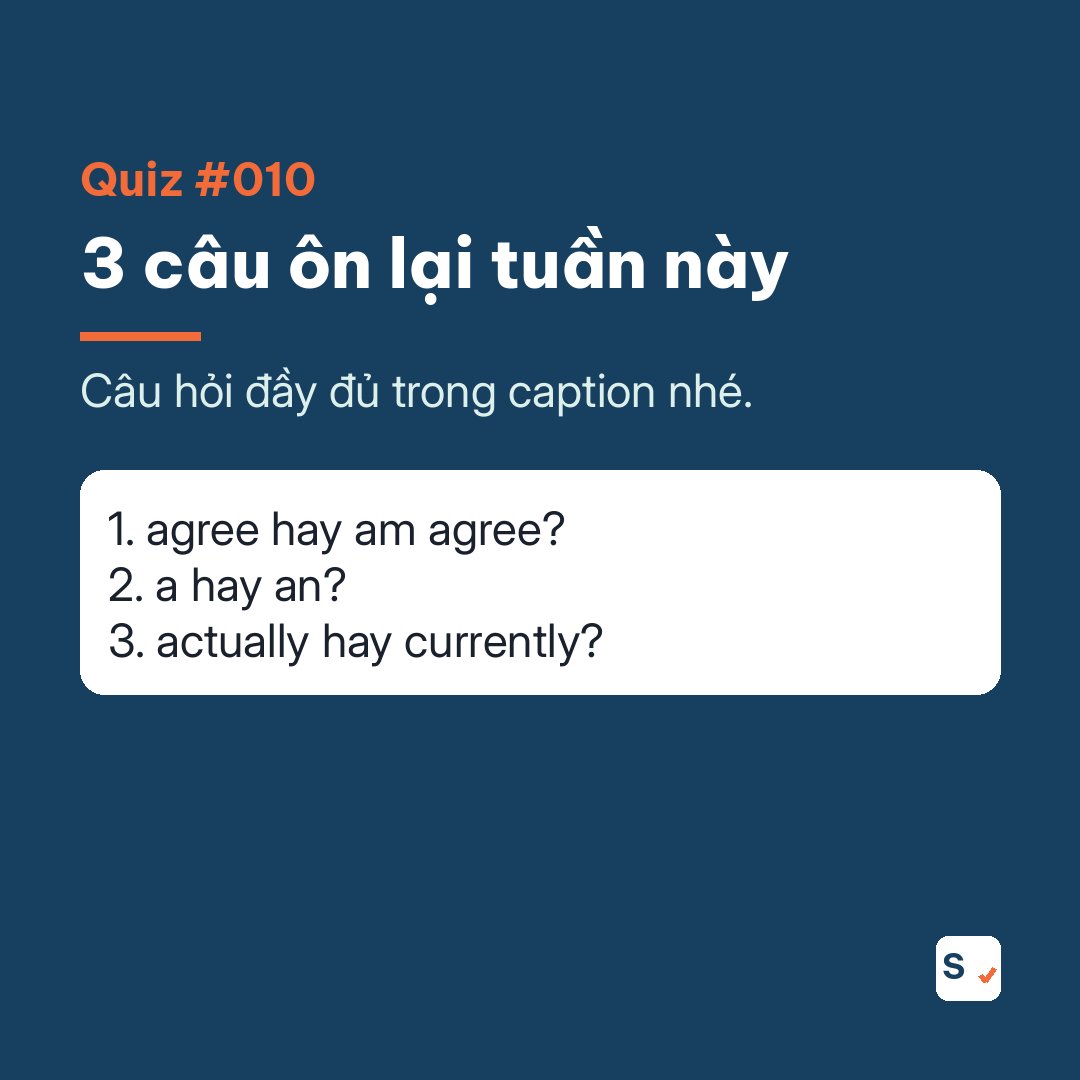 Quiz #010
3 câu ôn lại tuần này
Câu hỏi đầy đủ trong caption nhé.
1. agree hay am agree?
2. a hay an?
3. actually hay currently?
S